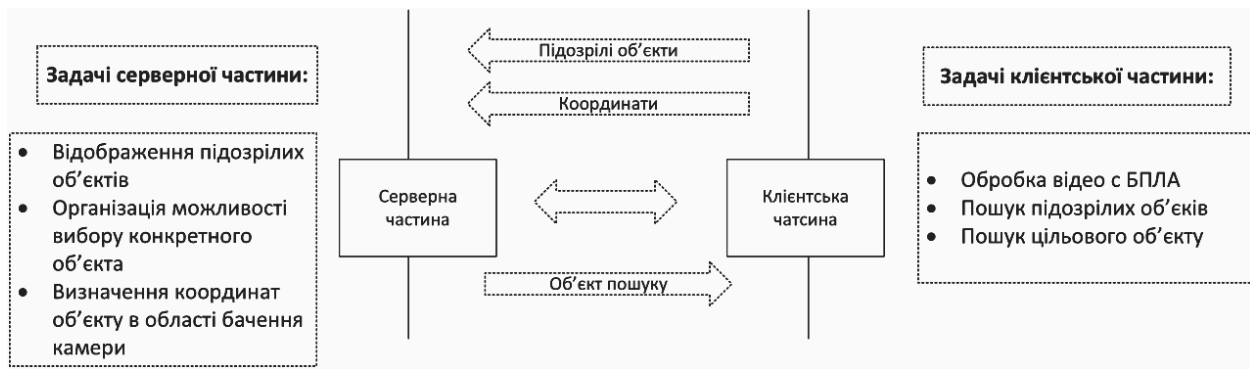 Задачі серверної частини:
• Відображення підозрілих
об’єктів
• Організація можливості
вибору конкретного
об’єкта
• Визначення координат
об’єкту в області бачення
камери
Підозрілі об’єкти
Координати
Серверна
частина
Клієнтська
чатсина
Об’єкт пошуку
Задачі клієнтської частини:
• Обробка відео с БПЛА
• Пошук підозрілих об’єків
• Пошук цільового об’єкту